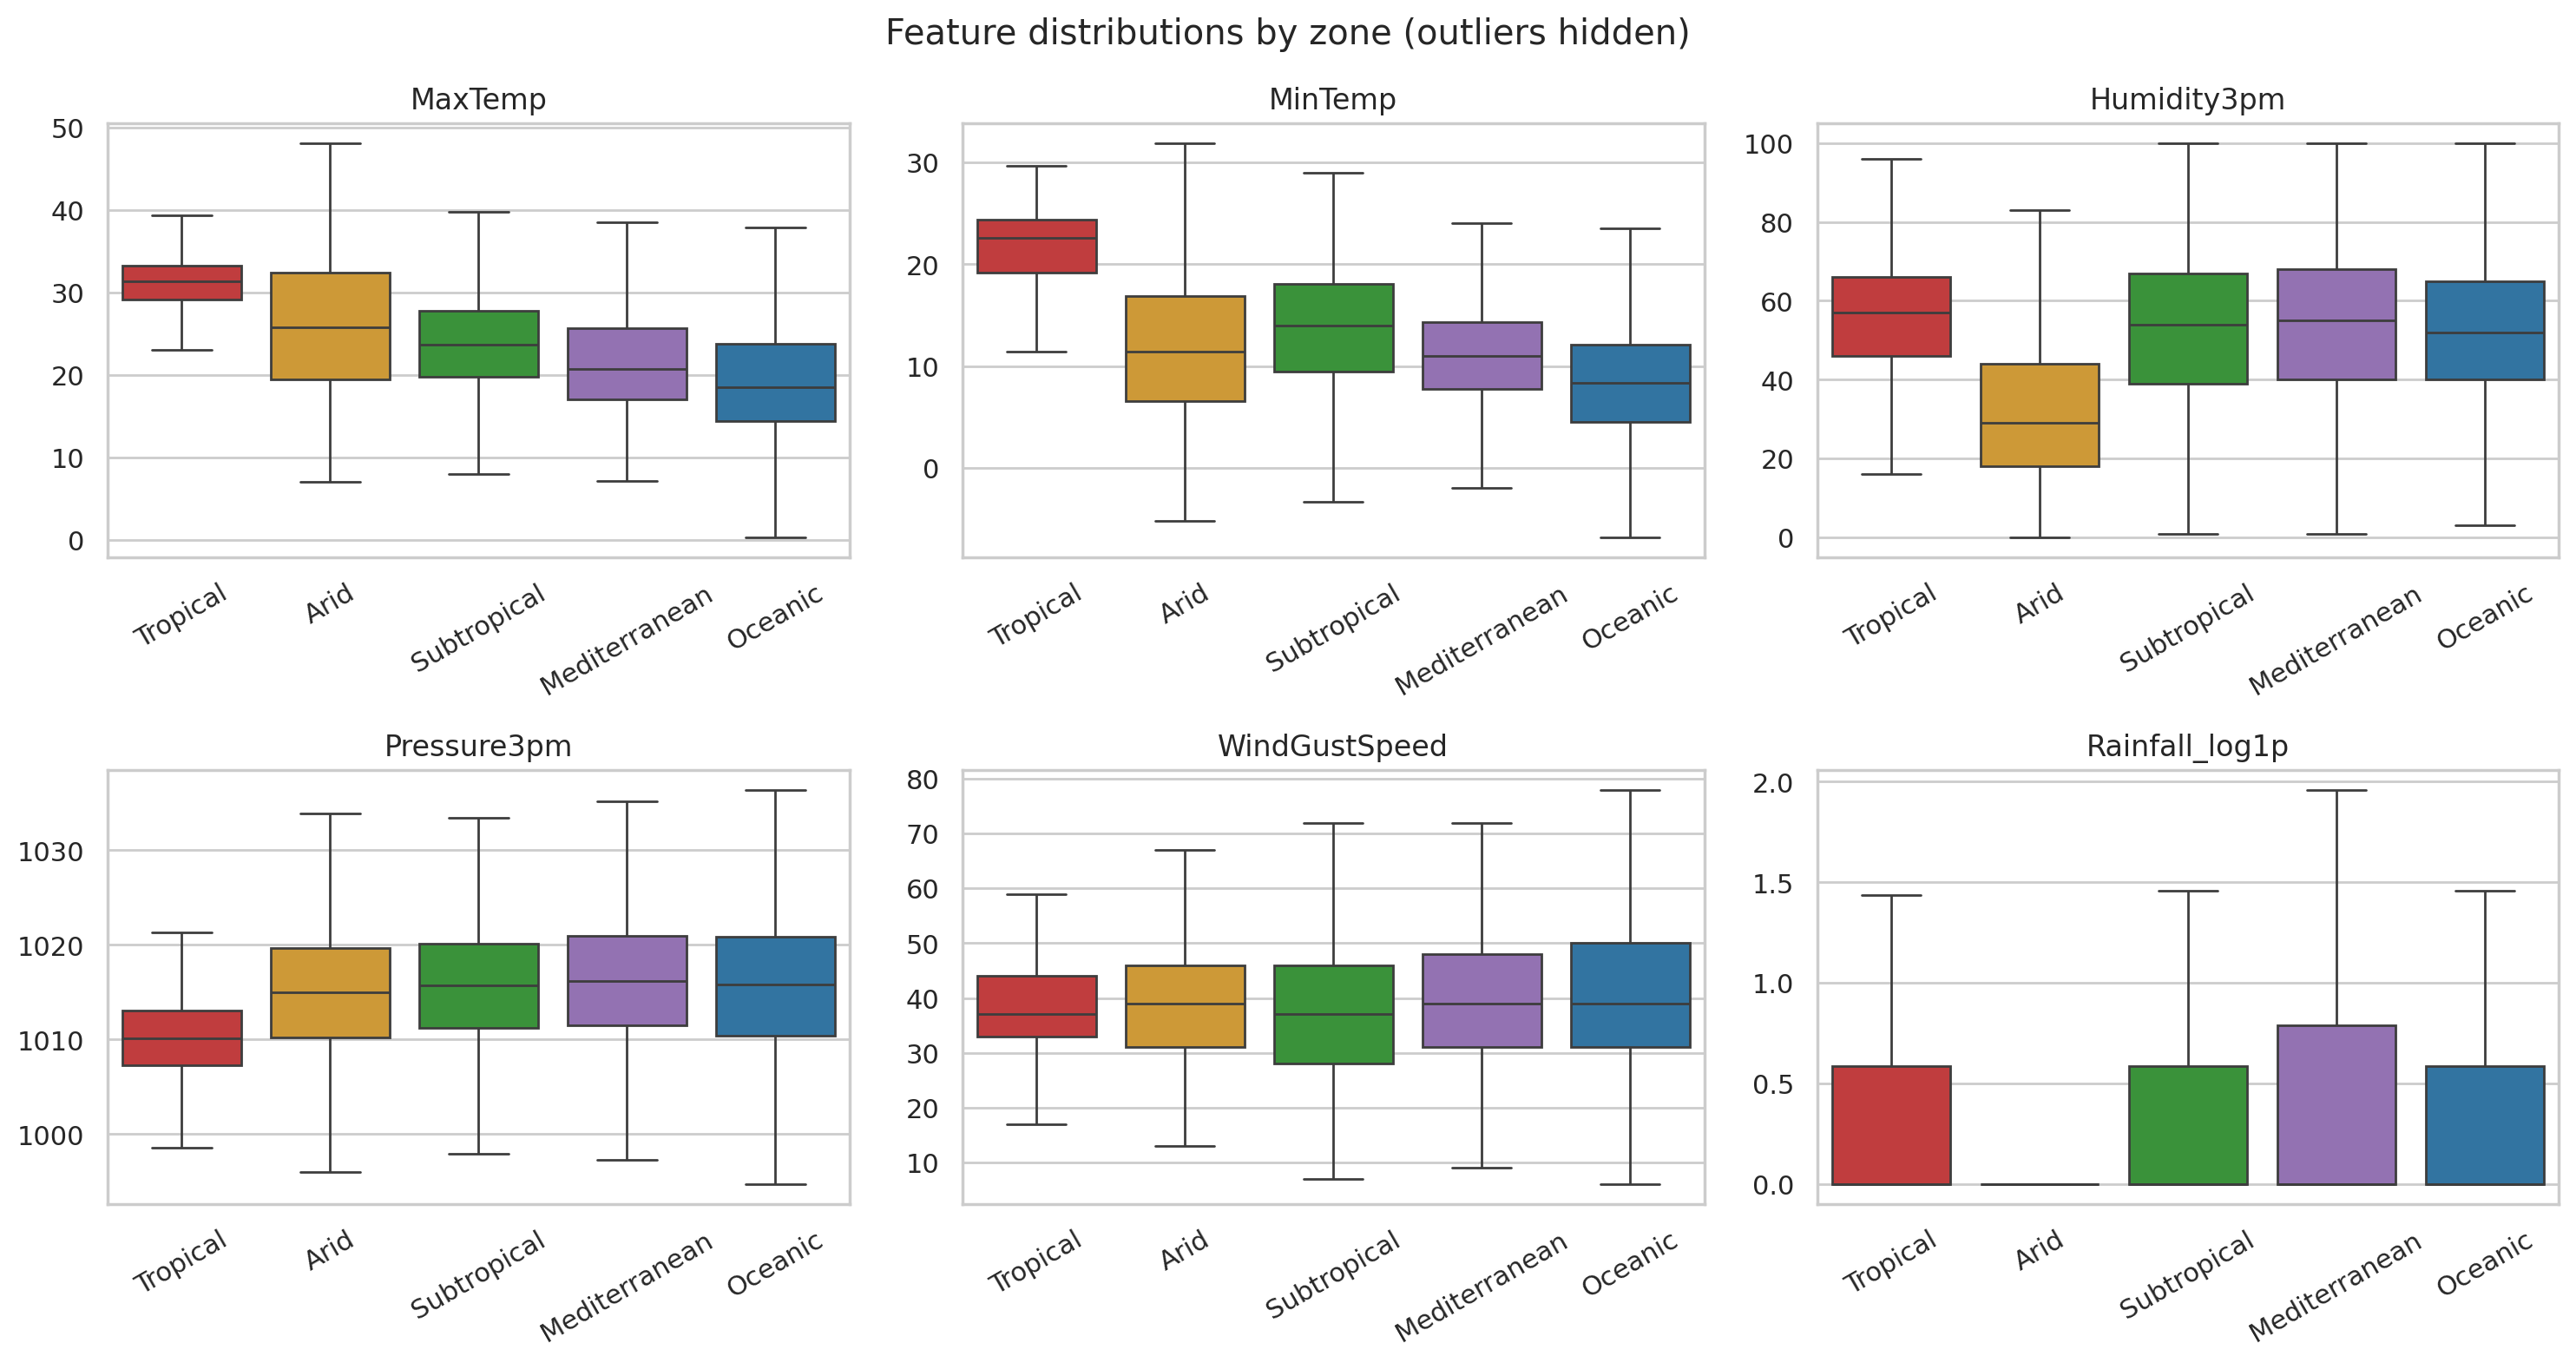 Feature distributions by zone (outliers hidden)
MaxTemp
50
40
30
20
10
0
Tropical
Arid
Subtropical
Mediterranean
Oceanic
MinTemp
30
20
10
0
Tropical
Arid
Subtropical
Mediterranean
Oceanic
Humidity3pm
100
80
60
40
20
0
Tropical
Arid
Subtropical
Mediterranean
Oceanic
Pressure3pm
1030
1020
1010
1000
Tropical
Arid
Subtropical
Mediterranean
Oceanic
WindGustSpeed
80
70
60
50
40
30
20
10
Tropical
Arid
Subtropical
Mediterranean
Oceanic
Rainfall_log1p
2.0
1.5
1.0
0.5
0.0
Tropical
Arid
Subtropical
Mediterranean
Oceanic